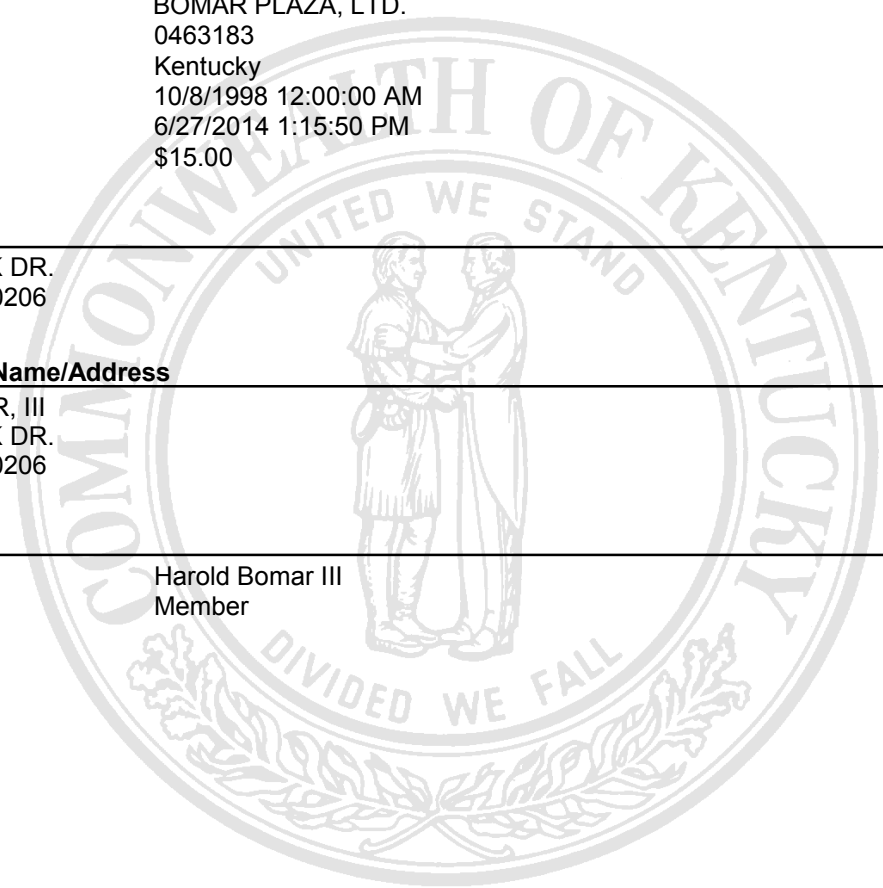 BOMAR PLAZA, LTD.
0463183
Kentucky
10/8/1998 12:00:00 AM
6/27/2014 1:15:50 PM
$15.00
DR.
0206
Name/Address
R, III
DR.
0206
Harold Bomar III
Member
COMMONWEALTH OF KENTUCKY
UNITED WE STAND
DIVIDED WE FALL